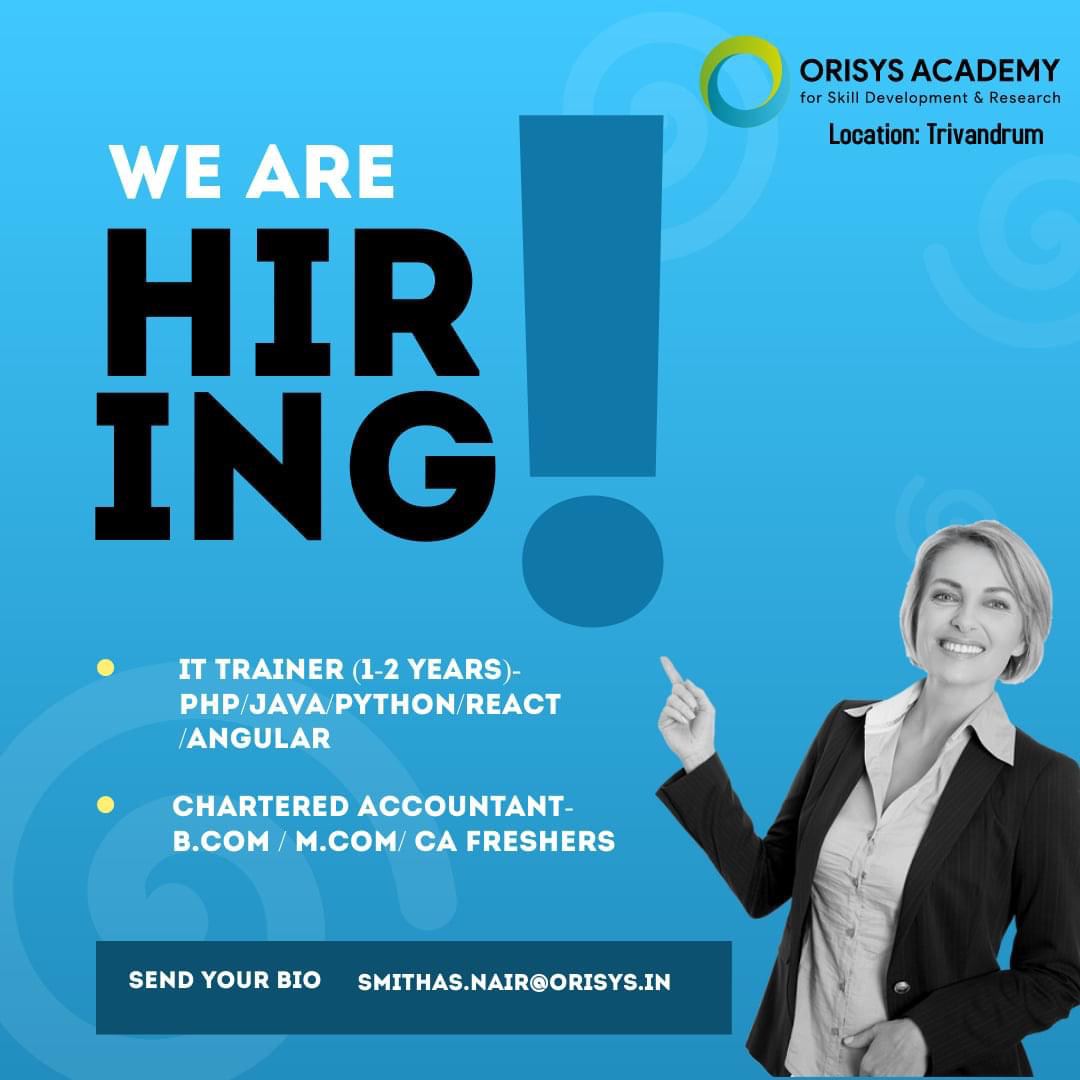 ORISYS ACADEMY
for Skill Development & Research
Location: Trivandrum
WE ARE
HIR
ING
!
IT TRAINER (1-2 YEARS)-
PHP/JAVA/PYTHON/REACT
/ANGULAR
CHARTERED ACCOUNTANT-
B.COM / M.COM/ CA FRESHERS
SEND YOUR BIO SMITHAS.NAIR@ORISYS.IN